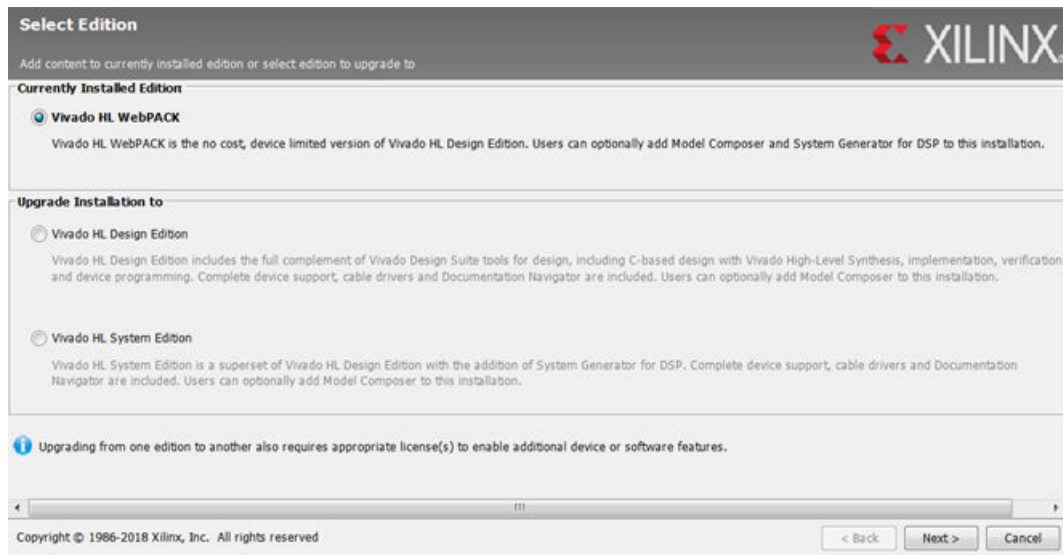 Select Edition
XILINX
Add content to currently installed edition or select edition to upgrade to
Currently Installed Edition
Vivado HL WebPACK
Vivado HL WebPACK is the no cost, device limited version of Vivado HL Design Edition. Users can optionally add Model Composer and System Generator for DSP to this installation.
Upgrade Installation to
Vivado HL Design Edition
Vivado HL Design Edition includes the full complement of Vivado Design Suite tools for design, including C-based design with Vivado High-Level Synthesis, implementation, verification
and device programming. Complete device support, cable drivers and Documentation Navigator are included. Users can optionally add Model Composer to this installation.
Vivado HL System Edition
Vivado HL System Edition is a superset of Vivado HL Design Edition with the addition of System Generator for DSP. Complete device support, cable drivers and Documentation
Navigator are included. Users can optionally add Model Composer to this installation.
Upgrading from one edition to another also requires appropriate license(s) to enable additional device or software features.
Copyright © 1986-2018 Xilinx, Inc. All rights reserved
< Back Next > Cancel